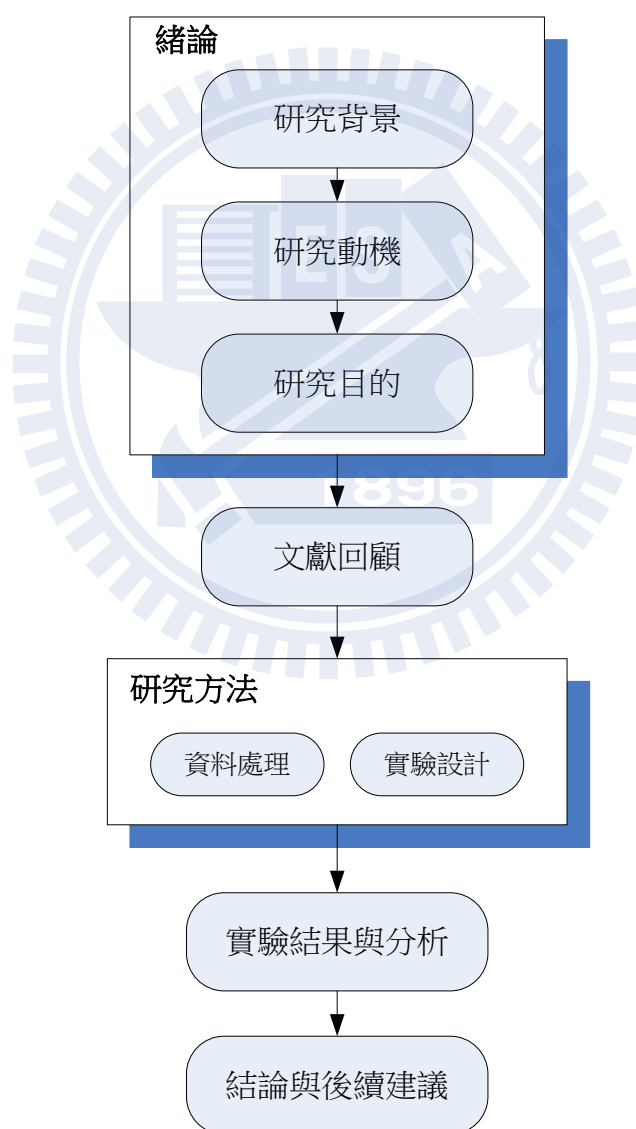 緒論
研究背景
研究動機
研究目的
1896
文獻回顧
研究方法
資料處理
實驗設計
實驗結果與分析
結論與後續建議